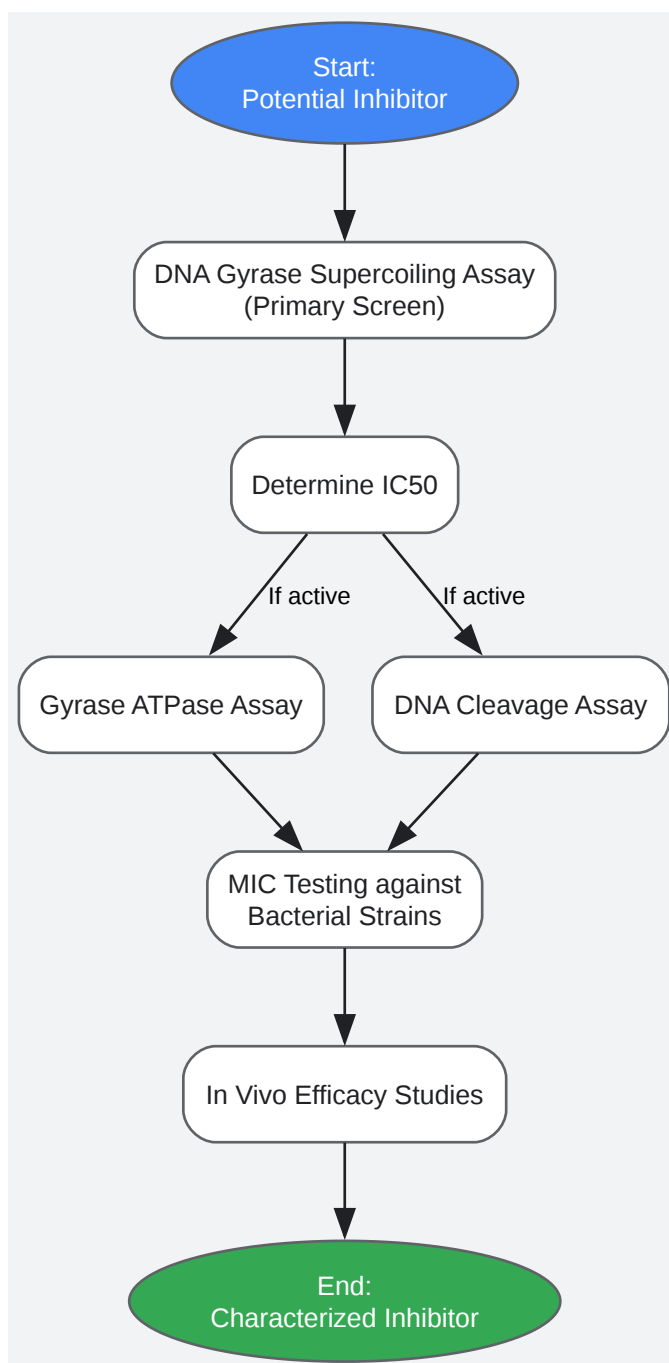 Start:
Potential Inhibitor
DNA Gyrase Supercoiling Assay
(Primary Screen)
Determine IC50
If active
If active
Gyrase ATPase Assay
DNA Cleavage Assay
MIC Testing against
Bacterial Strains
In Vivo Efficacy Studies
End:
Characterized Inhibitor